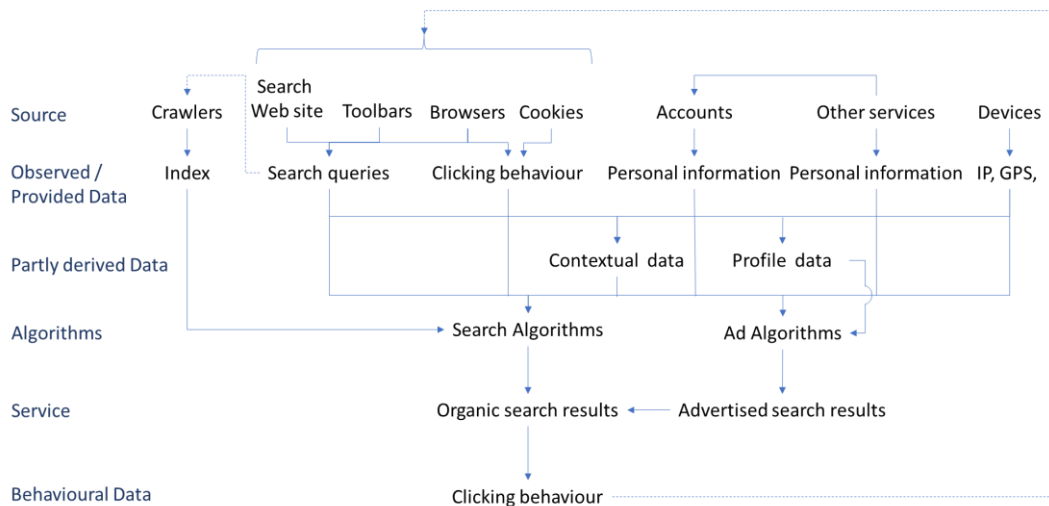 Source
Crawlers
Search
Web site
Toolbars
Browsers
Cookies
Accounts
Other services
Devices
Observed /
Provided Data
Index
Search queries
Clicking behaviour
Personal information
Personal information
IP, GPS,
Partly derived Data
Contextual data
Profile data
Algorithms
Search Algorithms
Ad Algorithms
Service
Organic search results
Advertised search results
Behavioural Data
Clicking behaviour